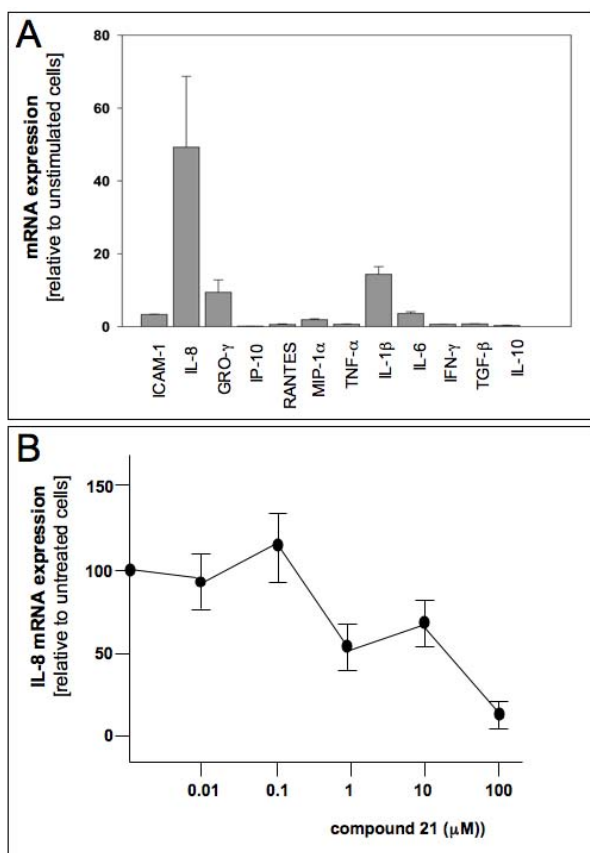 A
mRNA expression
[relative to unstimulated cells]
80
60
40
20
0
ICAM-1
IL-8
GRO-γ
IP-10
RANTES
MIP-1α
TNF-α
IL-1β
IL-6
IFN-γ
TGF-β
IL-10
B
IL-8 mRNA expression
[relative to untreated cells]
150
100
50
0
0.01
0.1
1
10
100
compound 21 (μM))